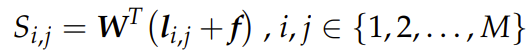 S_{i,j} = W^T (l_{i,j} + f) , i, j ∈ {1, 2, . . . , M}